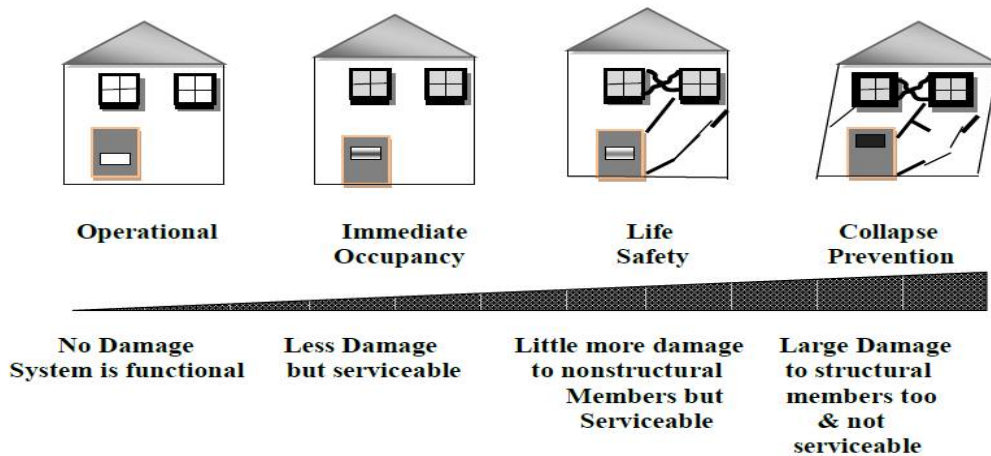 Operational
Immediate
Occupancy
Life
Safety
Collapse
Prevention
No Damage
System is functional
Less Damage
but serviceable
Little more damage
to nonstructural
Members but
Serviceable
Large Damage
to structural
members too
& not
serviceable